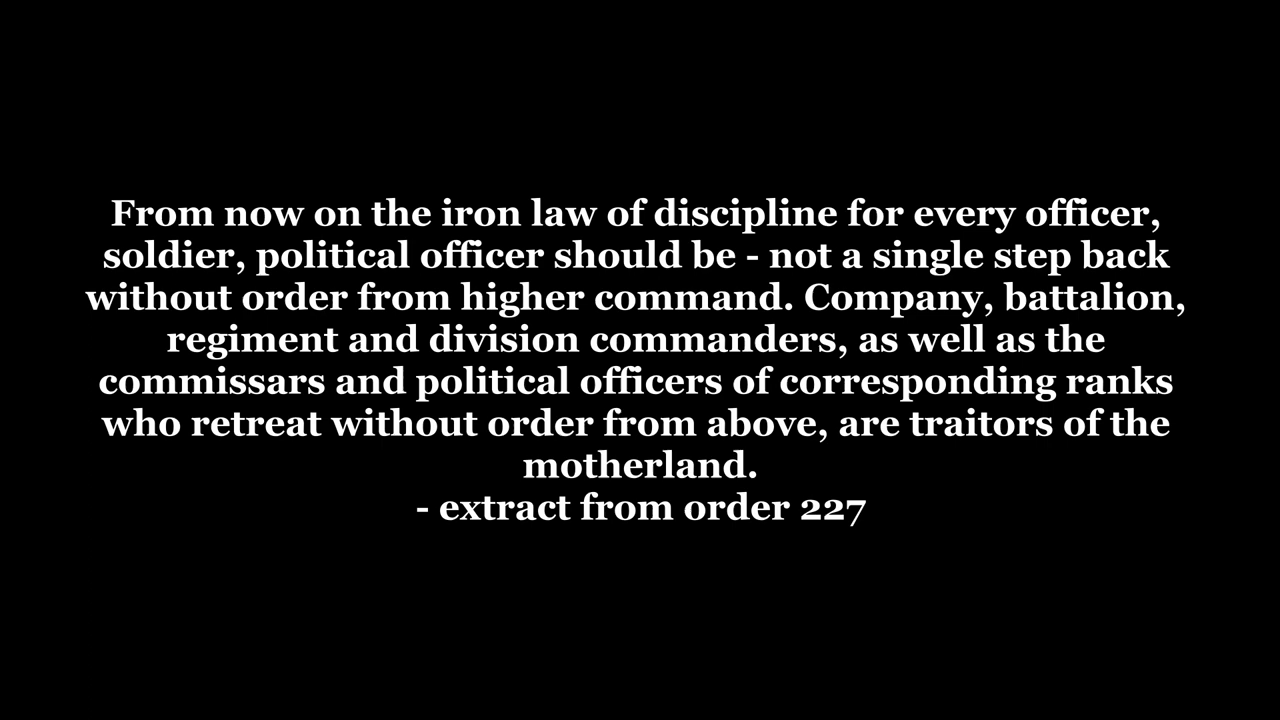 From now on the iron law of discipline for every officer,
soldier, political officer should be - not a single step back
without order from higher command. Company, battalion,
regiment and division commanders, as well as the
commissars and political officers of corresponding ranks
who retreat without order from above, are traitors of the
motherland.
- extract from order 227